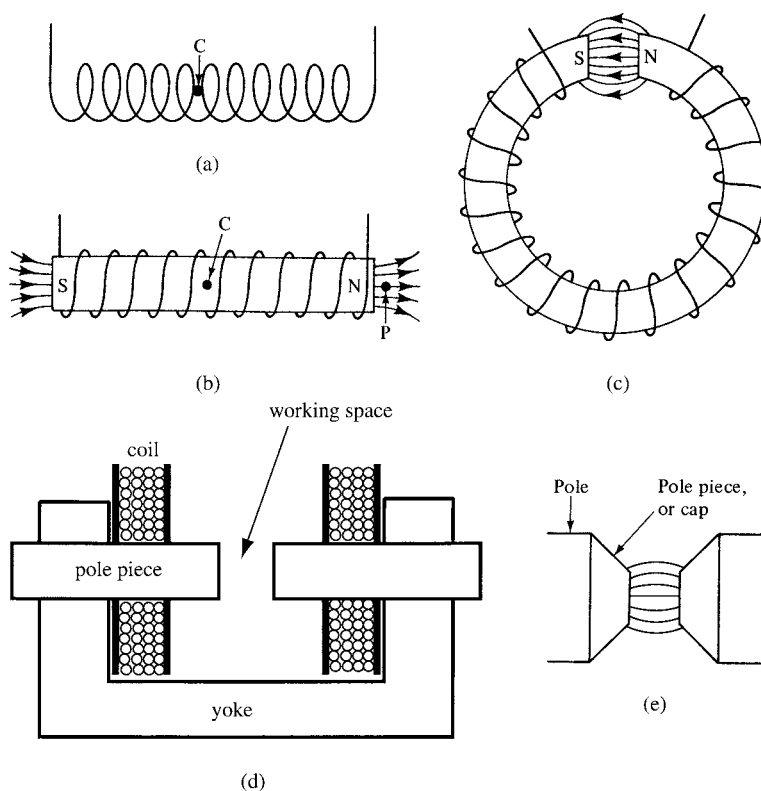 C
(a)
C
S
N
P
(b)
S
N
(c)
working space
coil
pole piece
yoke
(d)
Pole
Pole piece,
or cap
(e)